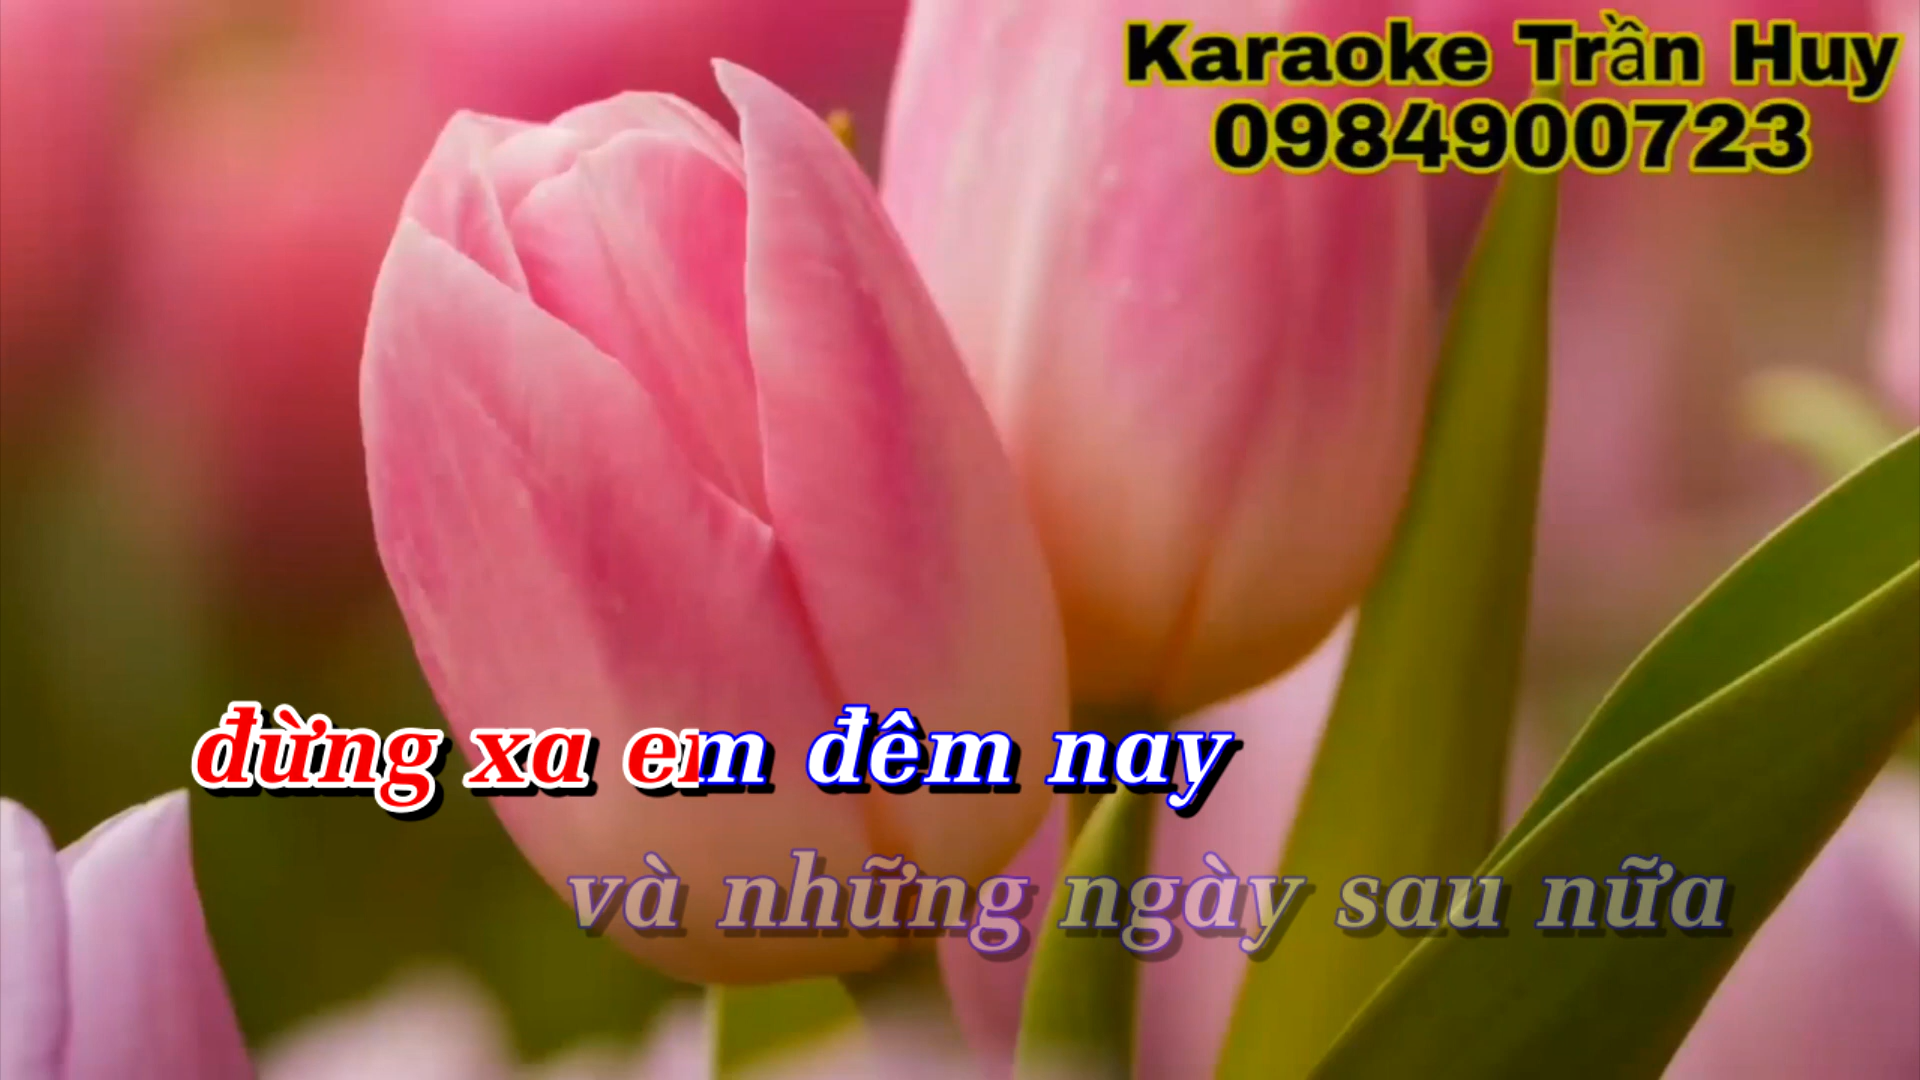 Karaoke Trần Huy
0984900723
đừng xa em đêm nay
và những ngày sau nữa